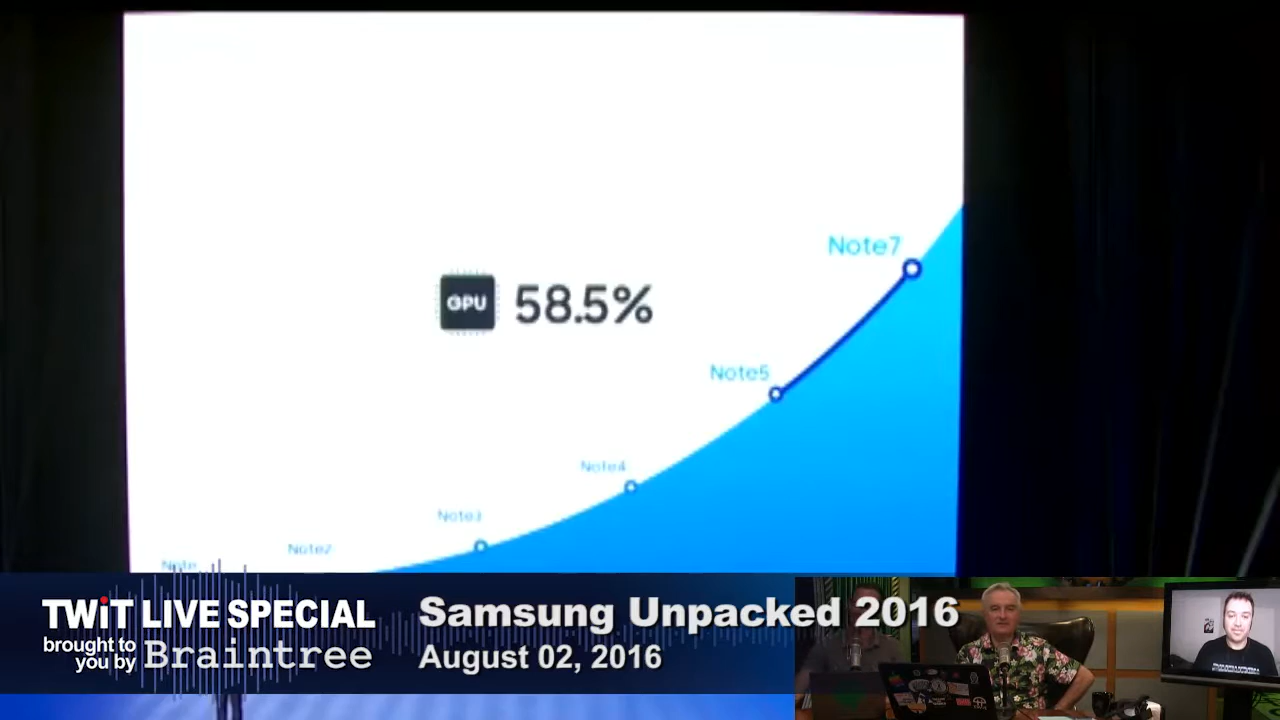 Note7
GPU 58.5%
Note5
Note4
Note3
Note2
Note
TWiT LIVE SPECIAL
brought to
you by Braintree
Samsung Unpacked 2016
August 02, 2016